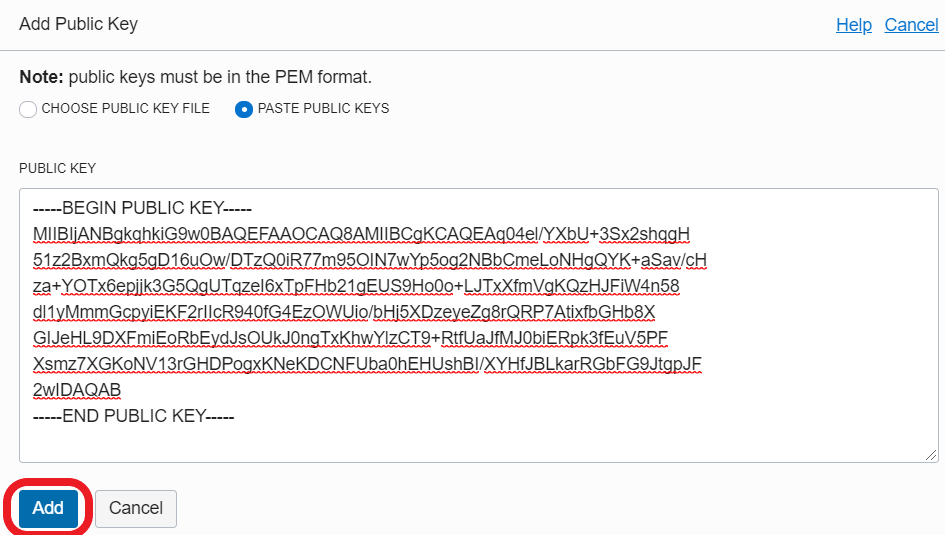 Add Public Key
Help Cancel
Note: public keys must be in the PEM format.
CHOOSE PUBLIC KEY FILE PASTE PUBLIC KEYS
PUBLIC KEY
-----BEGIN PUBLIC KEY-----
MIIBIjANBgkqhkiG9w0BAQEFAAOCAQ8AMIIBCgKCAQEAq04el/YXbU+3Sx2shqgH
51z2BxmQkg5gD16uOw/DTzQ0iR77m95OIN7wYp5og2NBbCmeLoNHgQYK+aSav/cH
za+YOTx6epjjk3G5QgUTqzeI6xTpFHb21gEUS9Ho0o+LJTxXfmVgKQzHJFiW4n58
dl1yMmmGcpyiEKF2rIIcR940fG4EzOWUio/bHj5XDzeyeZg8rQRP7AtixfbGHb8X
GIJeHL9DXFmiEoRbEydJsOUkJ0ngTxKhwYlzCT9+RtfUaJfMJ0biERpk3fEuV5PF
Xsmz7XGKoNV13rGHDPogxKNeKDCNFUba0hEHUshBI/XYHfJBLkarRGbFG9JtgpJF
2wIDAQAB
-----END PUBLIC KEY-----
Add Cancel